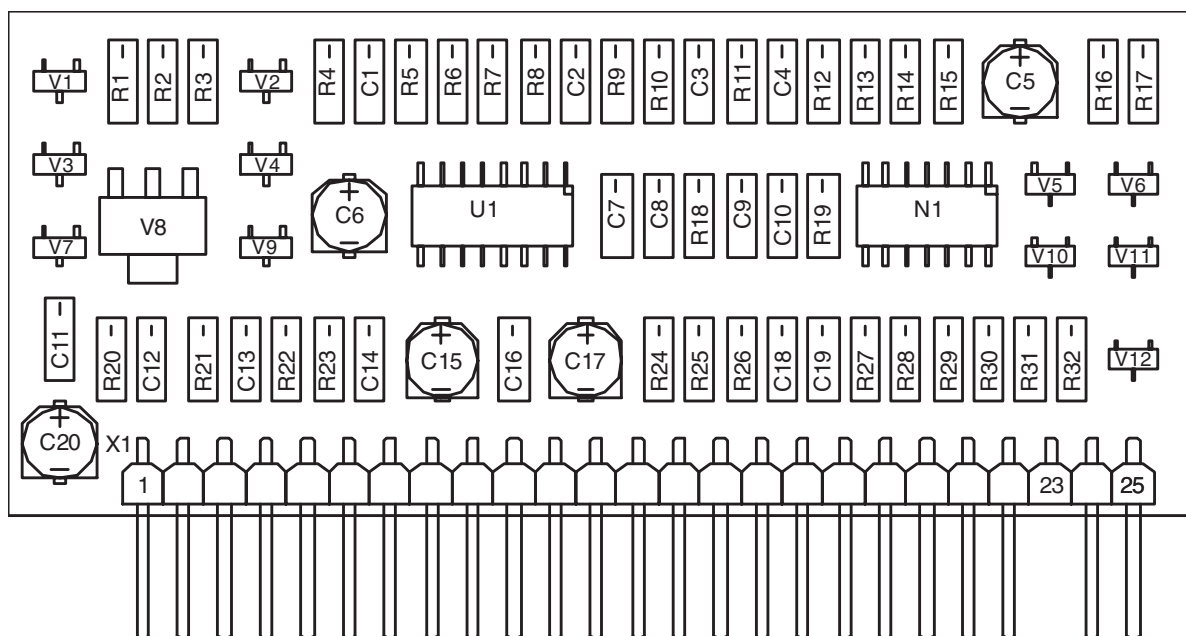 V1 R1 R2 R3 V2 R4 C1 R5 R6 R7 R8 C2 R9 R10 C3 R11 C4 R12 R13 R14 R15 C5 R16 R17
V3 V4 V5 V6
V8 C6 U1 C7 C8 R18 C9 C10 R19 N1
V7 V9 V10 V11
C11 R20 C12 R21 C13 R22 R23 C14 C15 C16 C17 R24 R25 R26 C18 C19 R27 R28 R29 R30 R31 R32 V12
C20 X1
1 23 25